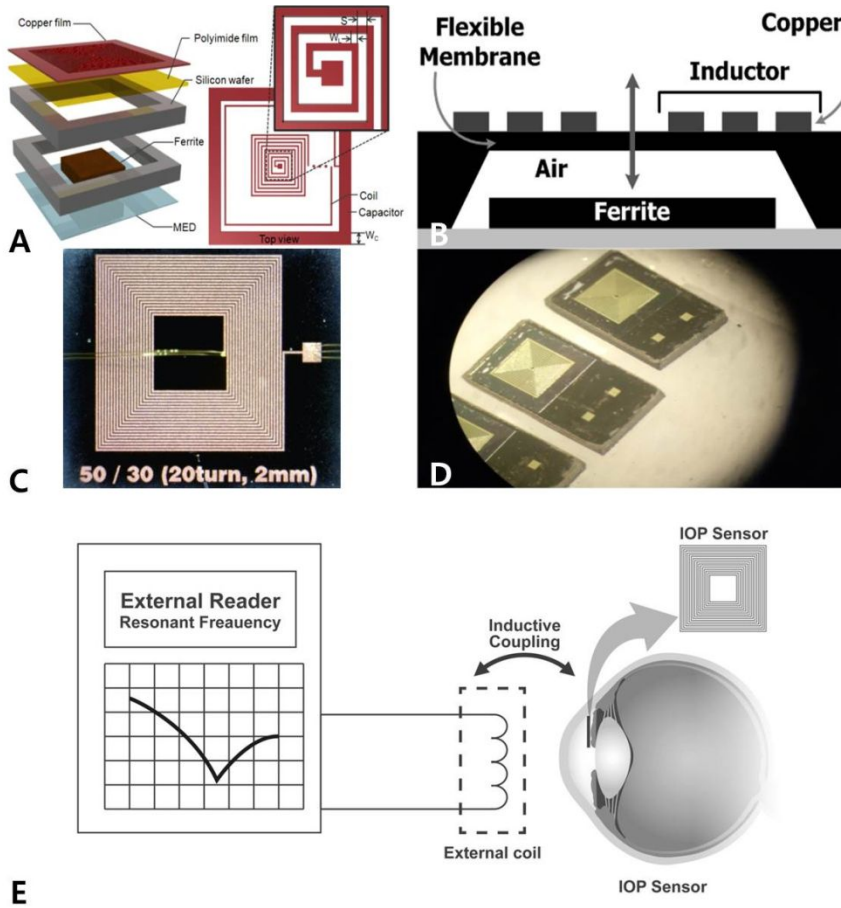 Copper film
Polyimide film
Silicon wafer
Ferrite
MED
A
S
Coil
Capacitor
Top view
Flexible
Membrane
Copper
Inductor
Air
Ferrite
B
50 / 30 (20turn, 2mm)
C
D
IOP Sensor
External Reader
Resonant Freauency
Inductive
Coupling
External coil
IOP Sensor
E